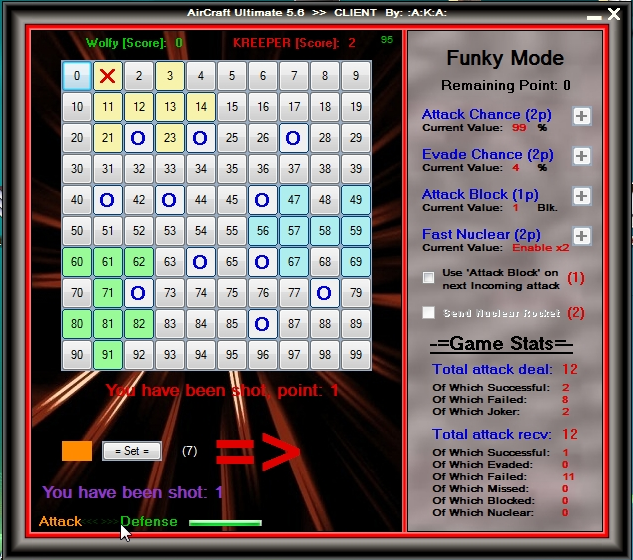 AirCraft Ultimate 5.6 >> CLIENT By: :A:K:A:
Wolfy [Score]: 0 KREEPER [Score]: 2 95
0 X 2 3 4 5 6 7 8 9
10 11 12 13 14 15 16 17 18 19
20 21 O 23 O 25 26 O 28 29
30 31 32 33 34 35 36 37 38 39
40 O 42 O 44 45 O 47 48 49
50 51 52 53 54 55 56 57 58 59
60 61 62 63 O 65 O 67 68 69
70 71 O 73 74 75 76 77 O 79
80 81 82 83 84 85 O 87 88 89
90 91 92 93 94 95 96 97 98 99
You have been shot, point: 1
= Set = (7) =>
You have been shot: 1
Attack <<< >>> Defense
Funky Mode
Remaining Point: 0
Attack Chance (2p)
Current Value: 99 %
Evade Chance (2p)
Current Value: 4 %
Attack Block (1p)
Current Value: 1 Blk.
Fast Nuclear (2p)
Current Value: Enable x2
Use 'Attack Block' on
next Incoming attack (1)
Send Nuclear Rocket (2)
-=Game Stats=-
Total attack deal: 12
Of Which Successful: 2
Of Which Failed: 8
Of Which Joker: 2
Total attack recv: 12
Of Which Successful: 1
Of Which Evaded: 0
Of Which Failed: 11
Of Which Missed: 0
Of Which Blocked: 0
Of Which Nuclear: 0